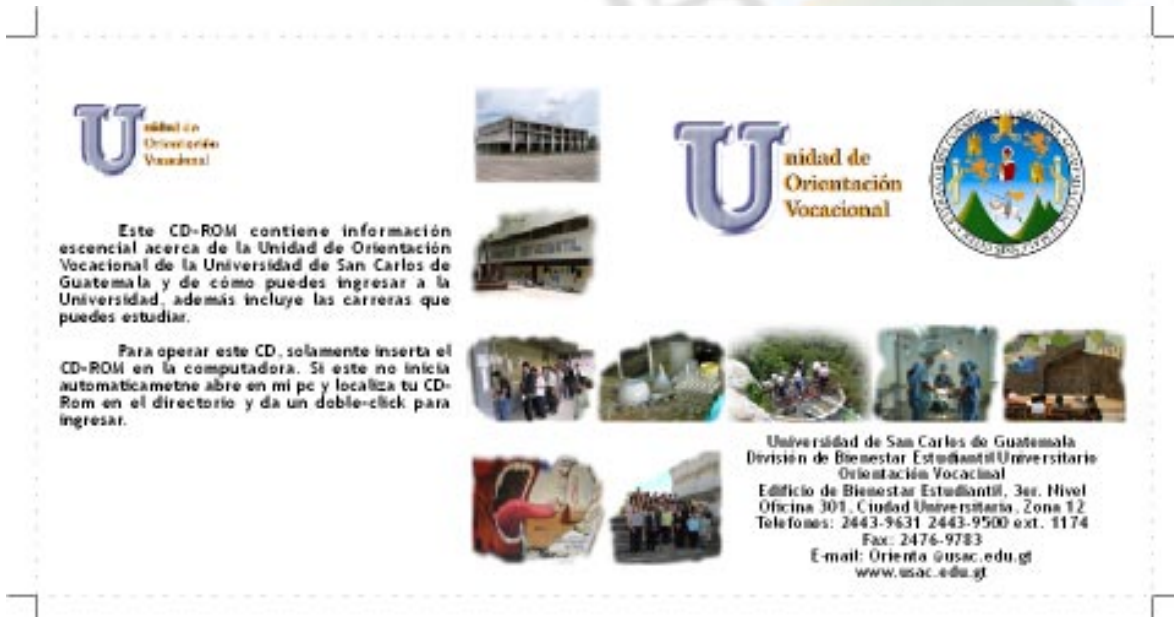 Unidad de
Orientación
Vocacional
Este CD-ROM contiene información
escencial acerca de la Unidad de Orientación
Vocacional de la Universidad de San Carlos de
Guatemala y de cómo puedes ingresar a la
Universidad, además incluye las carreras que
puedes estudiar.
Para operar este CD, solamente inserta el
CD-ROM en la computadora. Si este no inicia
automaticametne abre en mi pc y localiza tu CD-
Rom en el directorio y da un doble-click para
ingresar.
Unidad de
Orientación
Vocacional
Universidad de San Carlos de Guatemala
División de Bienestar Estudiantil Universitario
Orientación Vocacinal
Edificio de Bienestar Estudiantil, 3er. Nivel
Oficina 301, Ciudad Universitaria, Zona 12
Telefones: 2443-9631 2443-9500 ext. 1174
Fax: 2476-9783
E-mail: Orienta @usac.edu.gt
www.usac.edu.gt